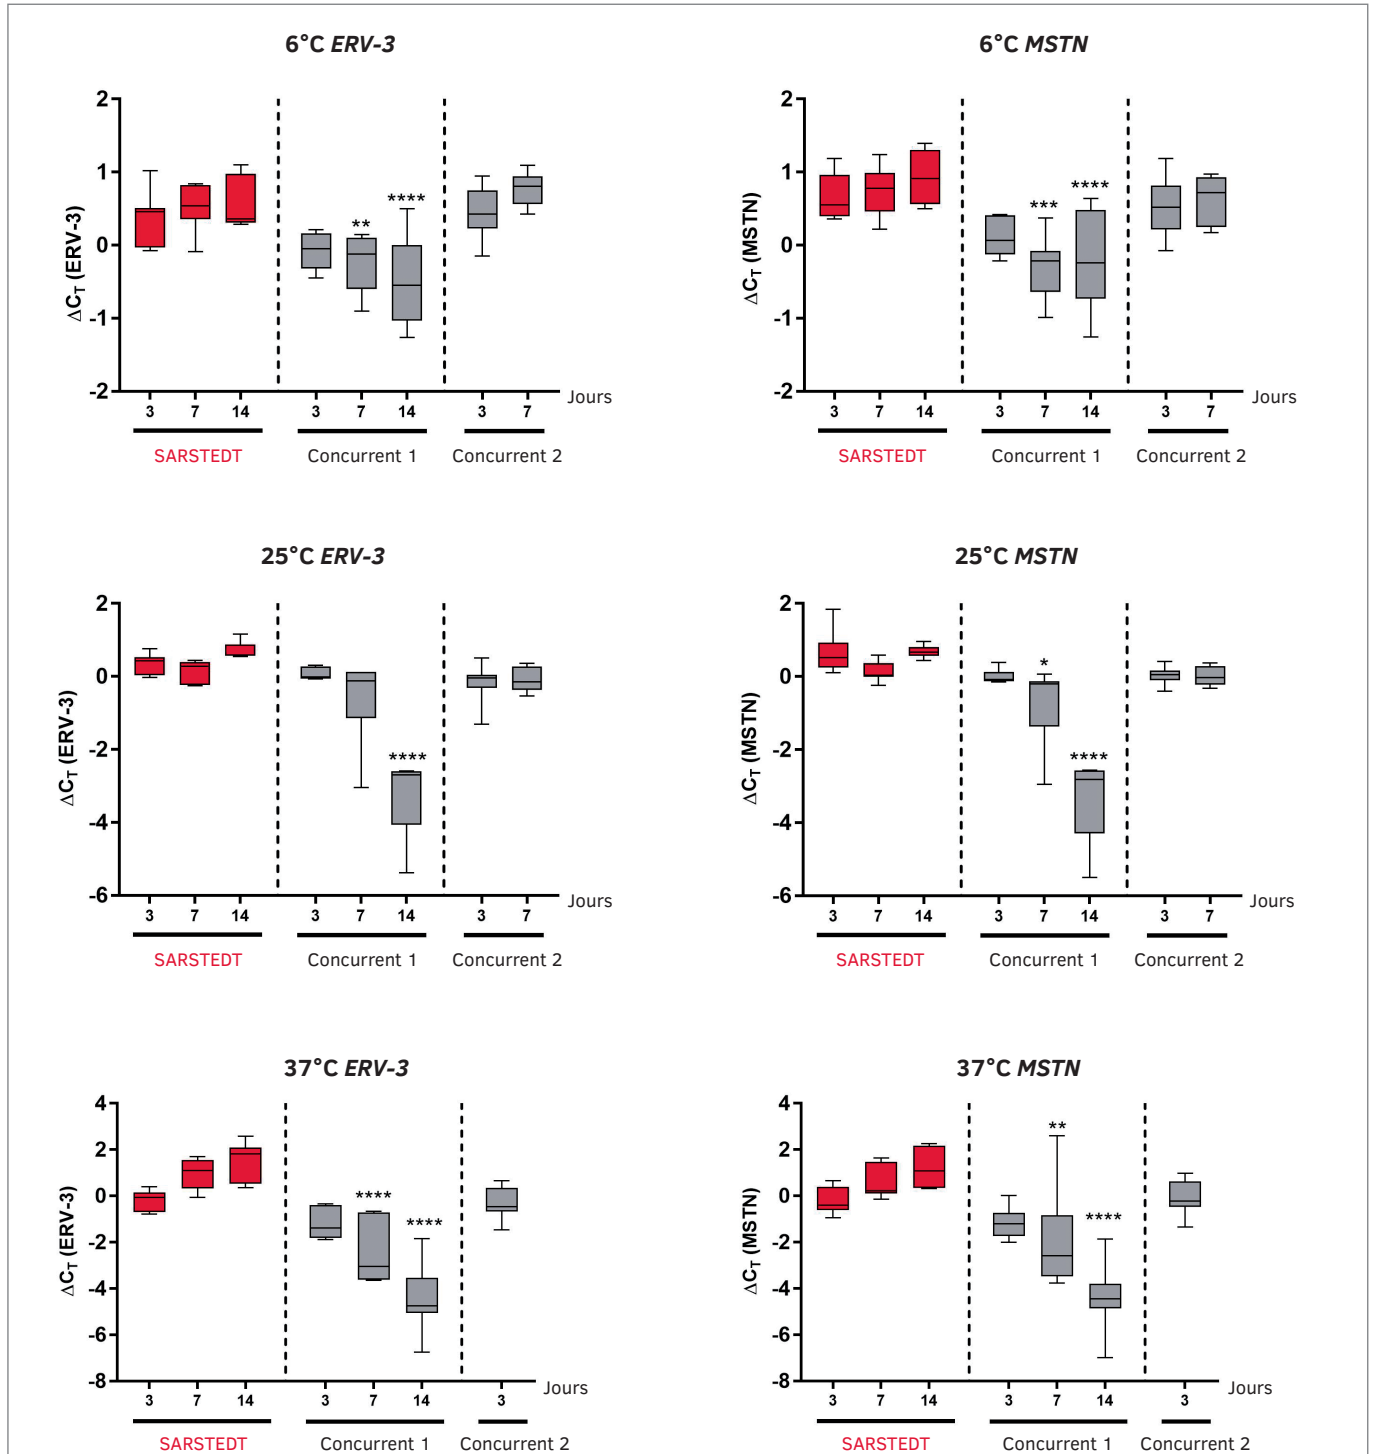 6°C ERV-3
2
1
0
-1
-2
ΔCT (ERV-3)
** ****
3 7 14 3 7 14 3 7 Jours
SARSTEDT Concurrent 1 Concurrent 2
6°C MSTN
2
1
0
-1
-2
ΔCT (MSTN)
*** ****
3 7 14 3 7 14 3 7 Jours
SARSTEDT Concurrent 1 Concurrent 2
25°C ERV-3
2
0
-2
-4
-6
ΔCT (ERV-3)
****
3 7 14 3 7 14 3 7 Jours
SARSTEDT Concurrent 1 Concurrent 2
25°C MSTN
2
0
-2
-4
-6
ΔCT (MSTN)
* ****
3 7 14 3 7 14 3 7 Jours
SARSTEDT Concurrent 1 Concurrent 2
37°C ERV-3
4
2
0
-2
-4
-6
-8
ΔCT (ERV-3)
**** ****
3 7 14 3 7 14 3 Jours
SARSTEDT Concurrent 1 Concurrent 2
37°C MSTN
4
2
0
-2
-4
-6
-8
ΔCT (MSTN)
** ****
3 7 14 3 7 14 3 Jours
SARSTEDT Concurrent 1 Concurrent 2